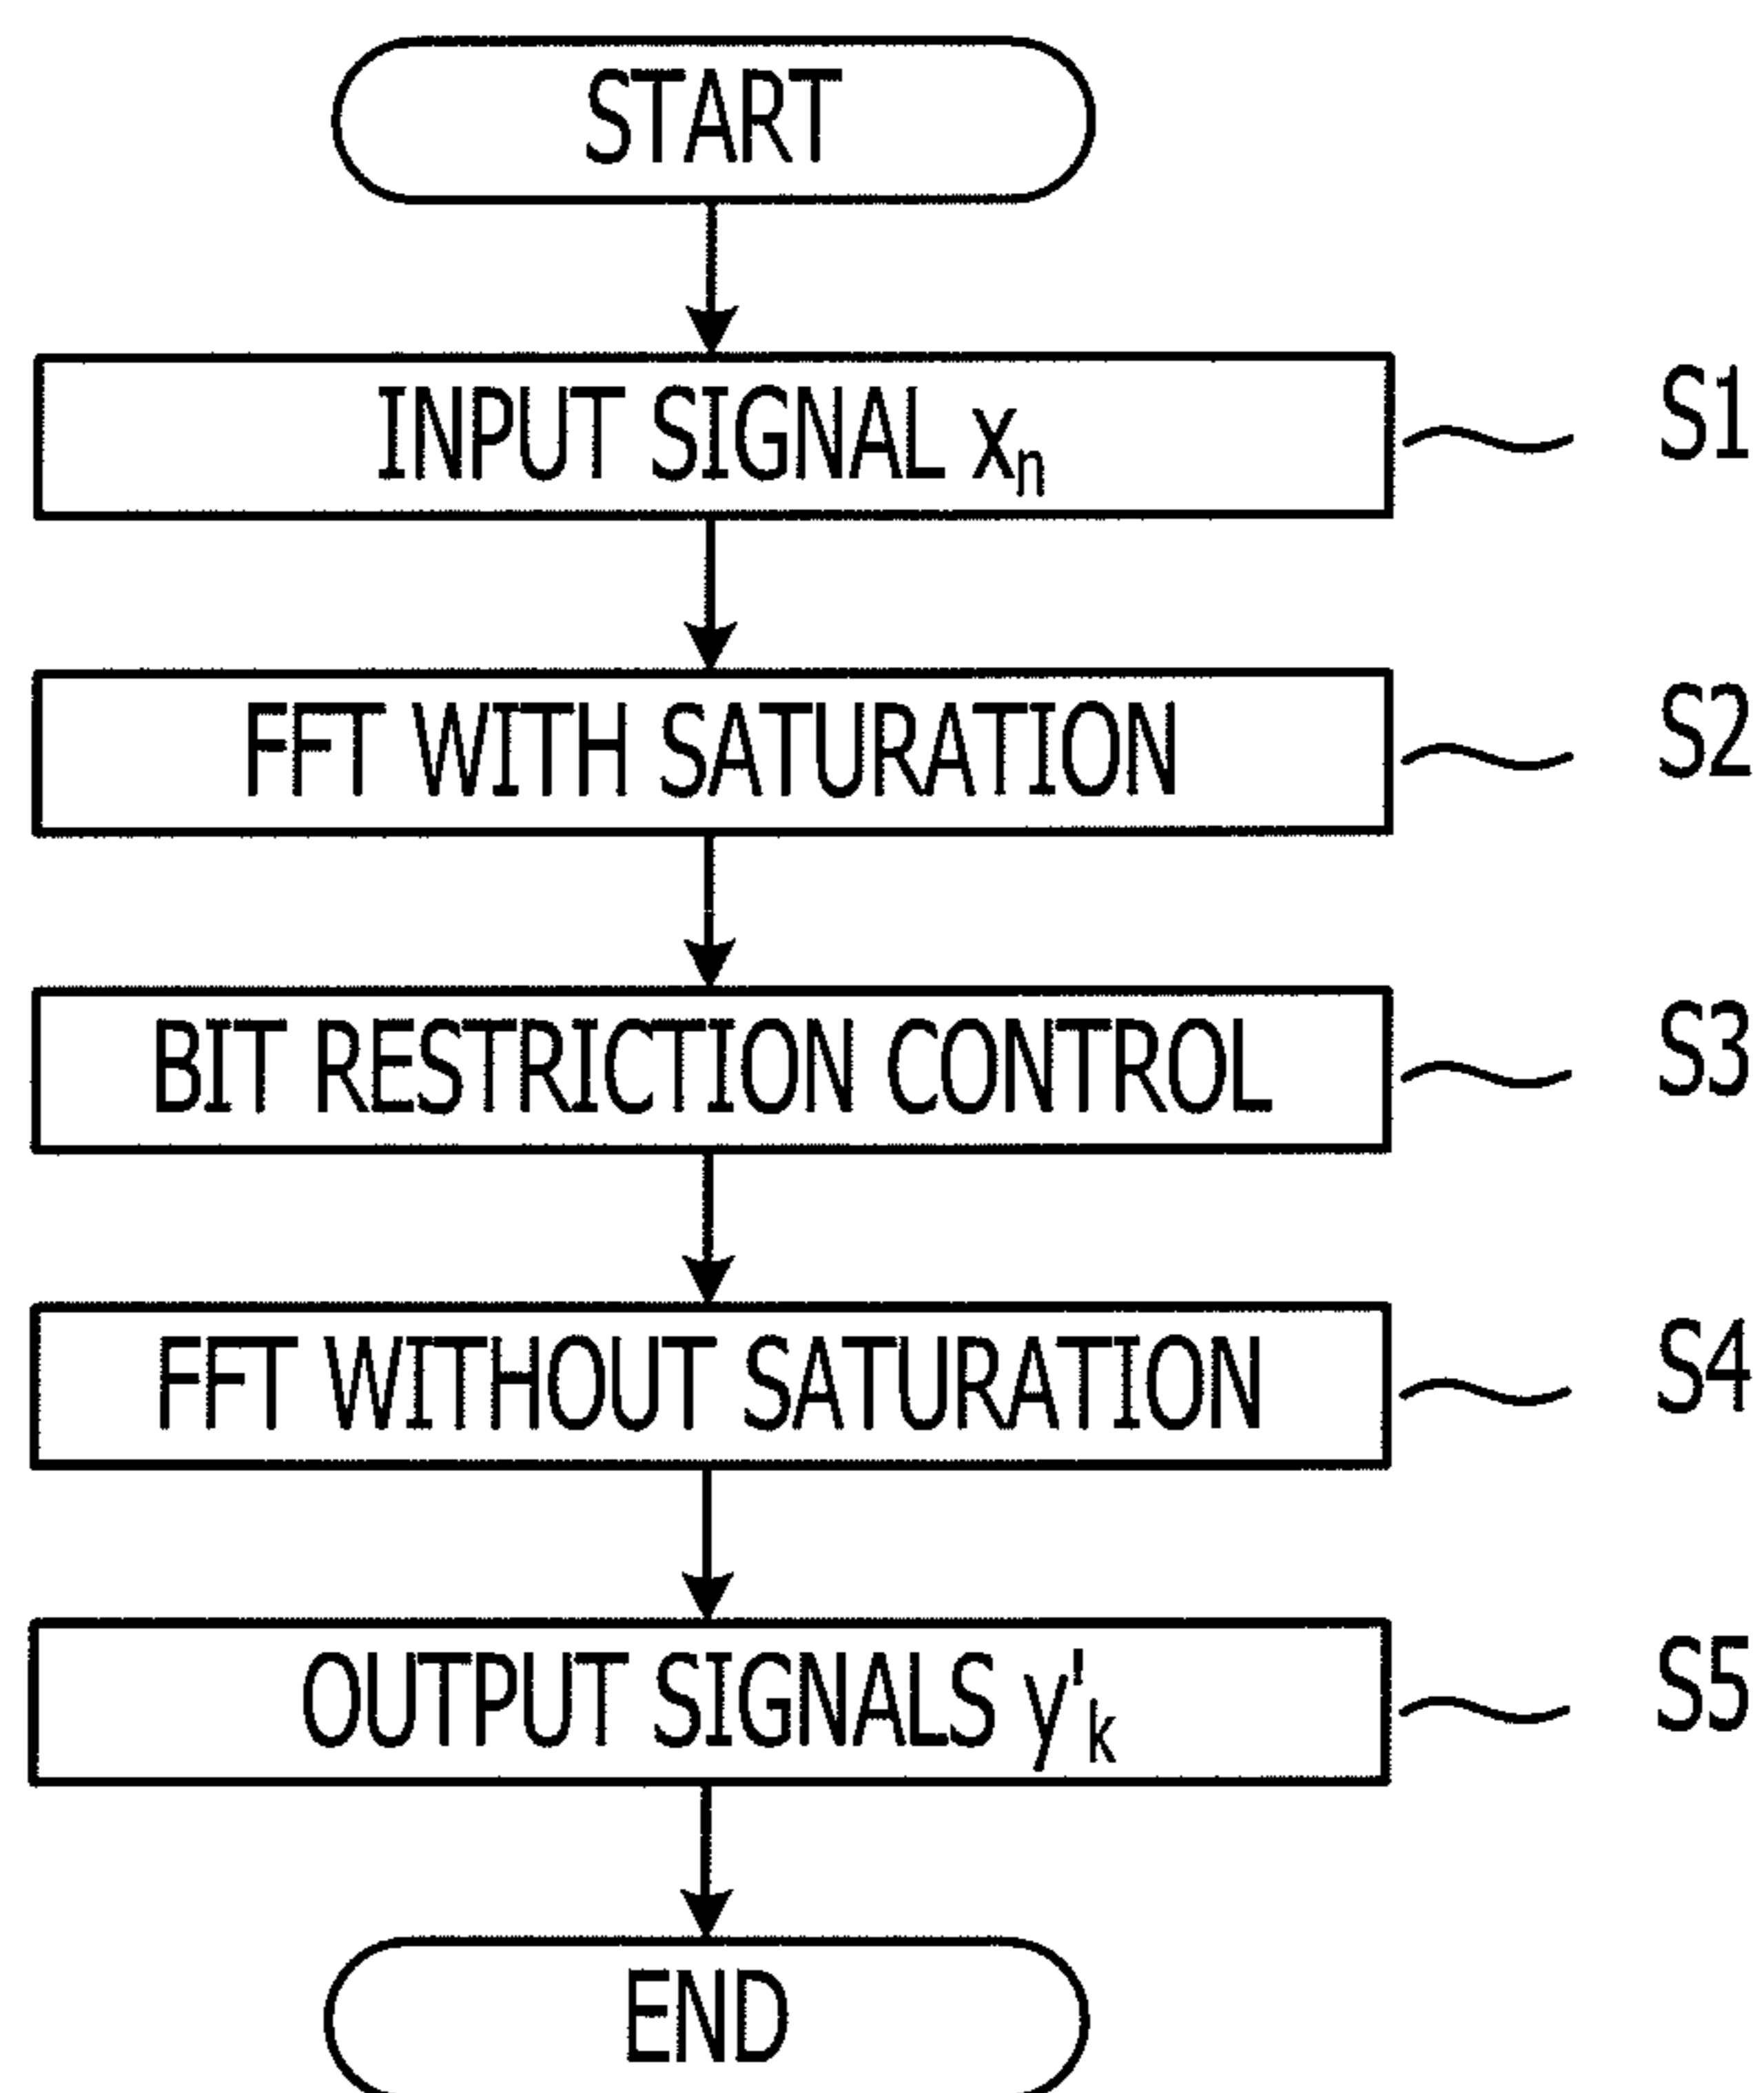 START
INPUT SIGNAL xₙ S1
FFT WITH SATURATION S2
BIT RESTRICTION CONTROL S3
FFT WITHOUT SATURATION S4
OUTPUT SIGNALS y'ₖ S5
END